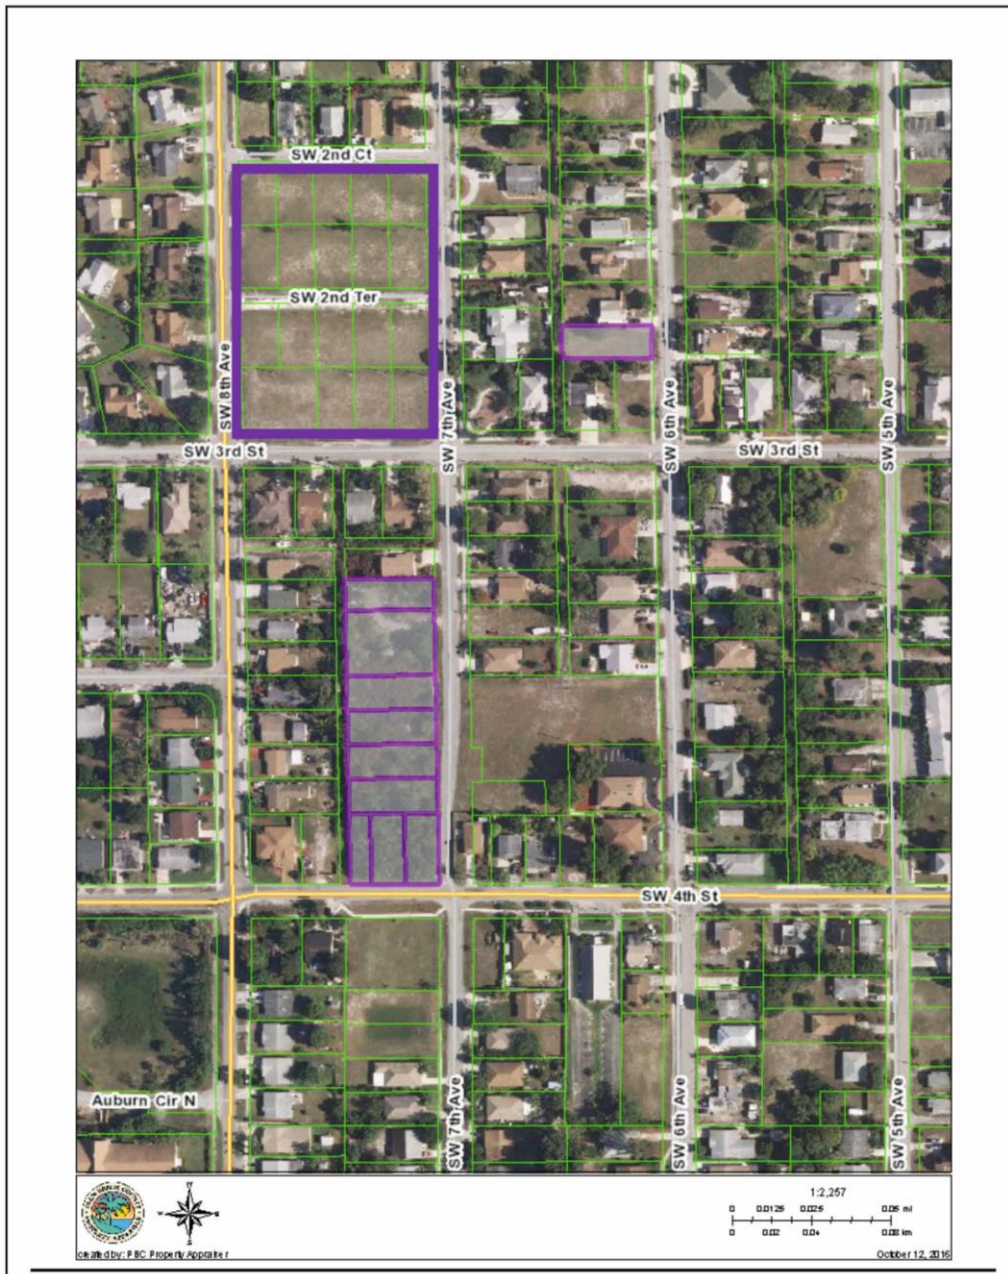 SW 2nd Ct
SW 2nd Ter
SW 8th Ave
SW 7th Ave
SW 6th Ave
SW 5th Ave
SW 3rd St
SW 3rd St
SW 4th St
Auburn Cir N
SW 7th Ave
SW 6th Ave
SW 5th Ave
N
1:2,257
0 0.0125 0.025 0.05 mi
0 0.02 0.04 0.08 km
created by: PBC Property Appraiser
October 12, 2016